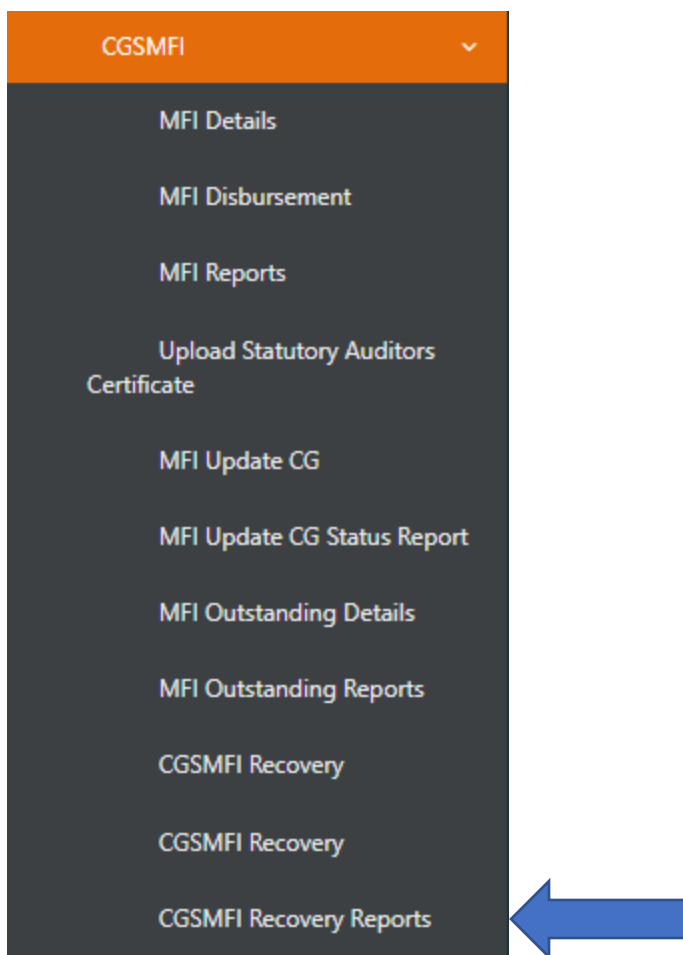 CGSMFI
MFI Details
MFI Disbursement
MFI Reports
Upload Statutory Auditors
Certificate
MFI Update CG
MFI Update CG Status Report
MFI Outstanding Details
MFI Outstanding Reports
CGSMFI Recovery
CGSMFI Recovery
CGSMFI Recovery Reports